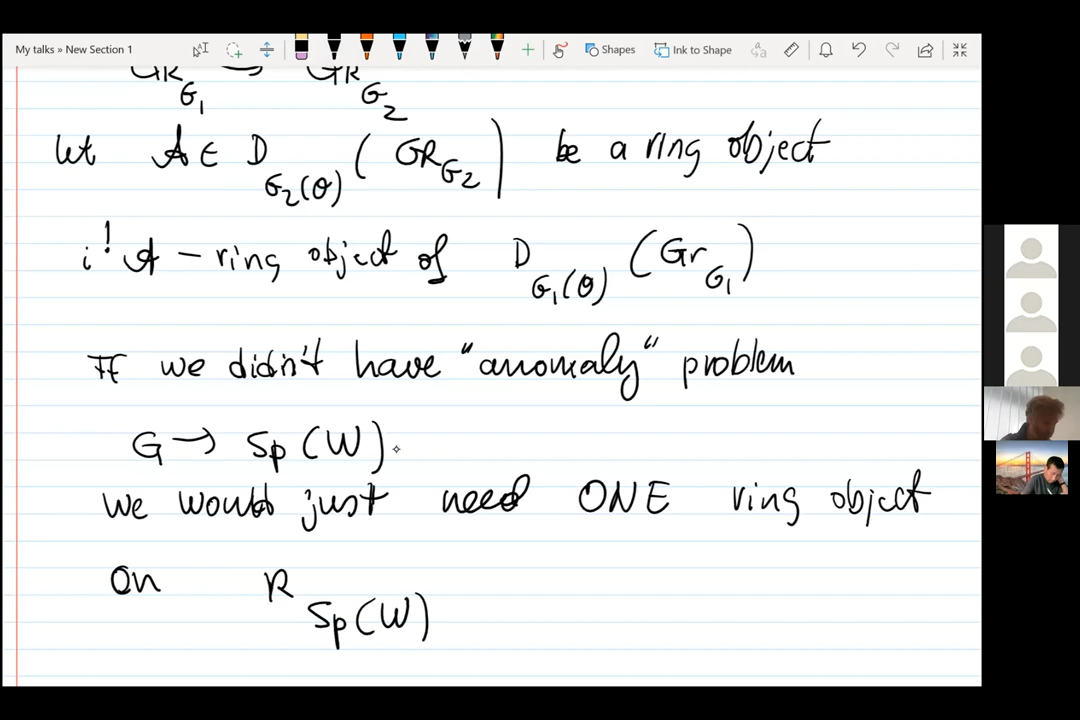 My talks » New Section 1
Shapes
Ink to Shape
GR_{G_1} → GR_{G_2}
let A ∈ D_{G_2(O)} (GR_{G_2}) be a ring object
i^! A – ring object of D_{G_1(O)} (Gr_{G_1})
If we didn't have "anomaly" problem
G → Sp(W)
we would just need ONE ring object
On R_{Sp(W)}